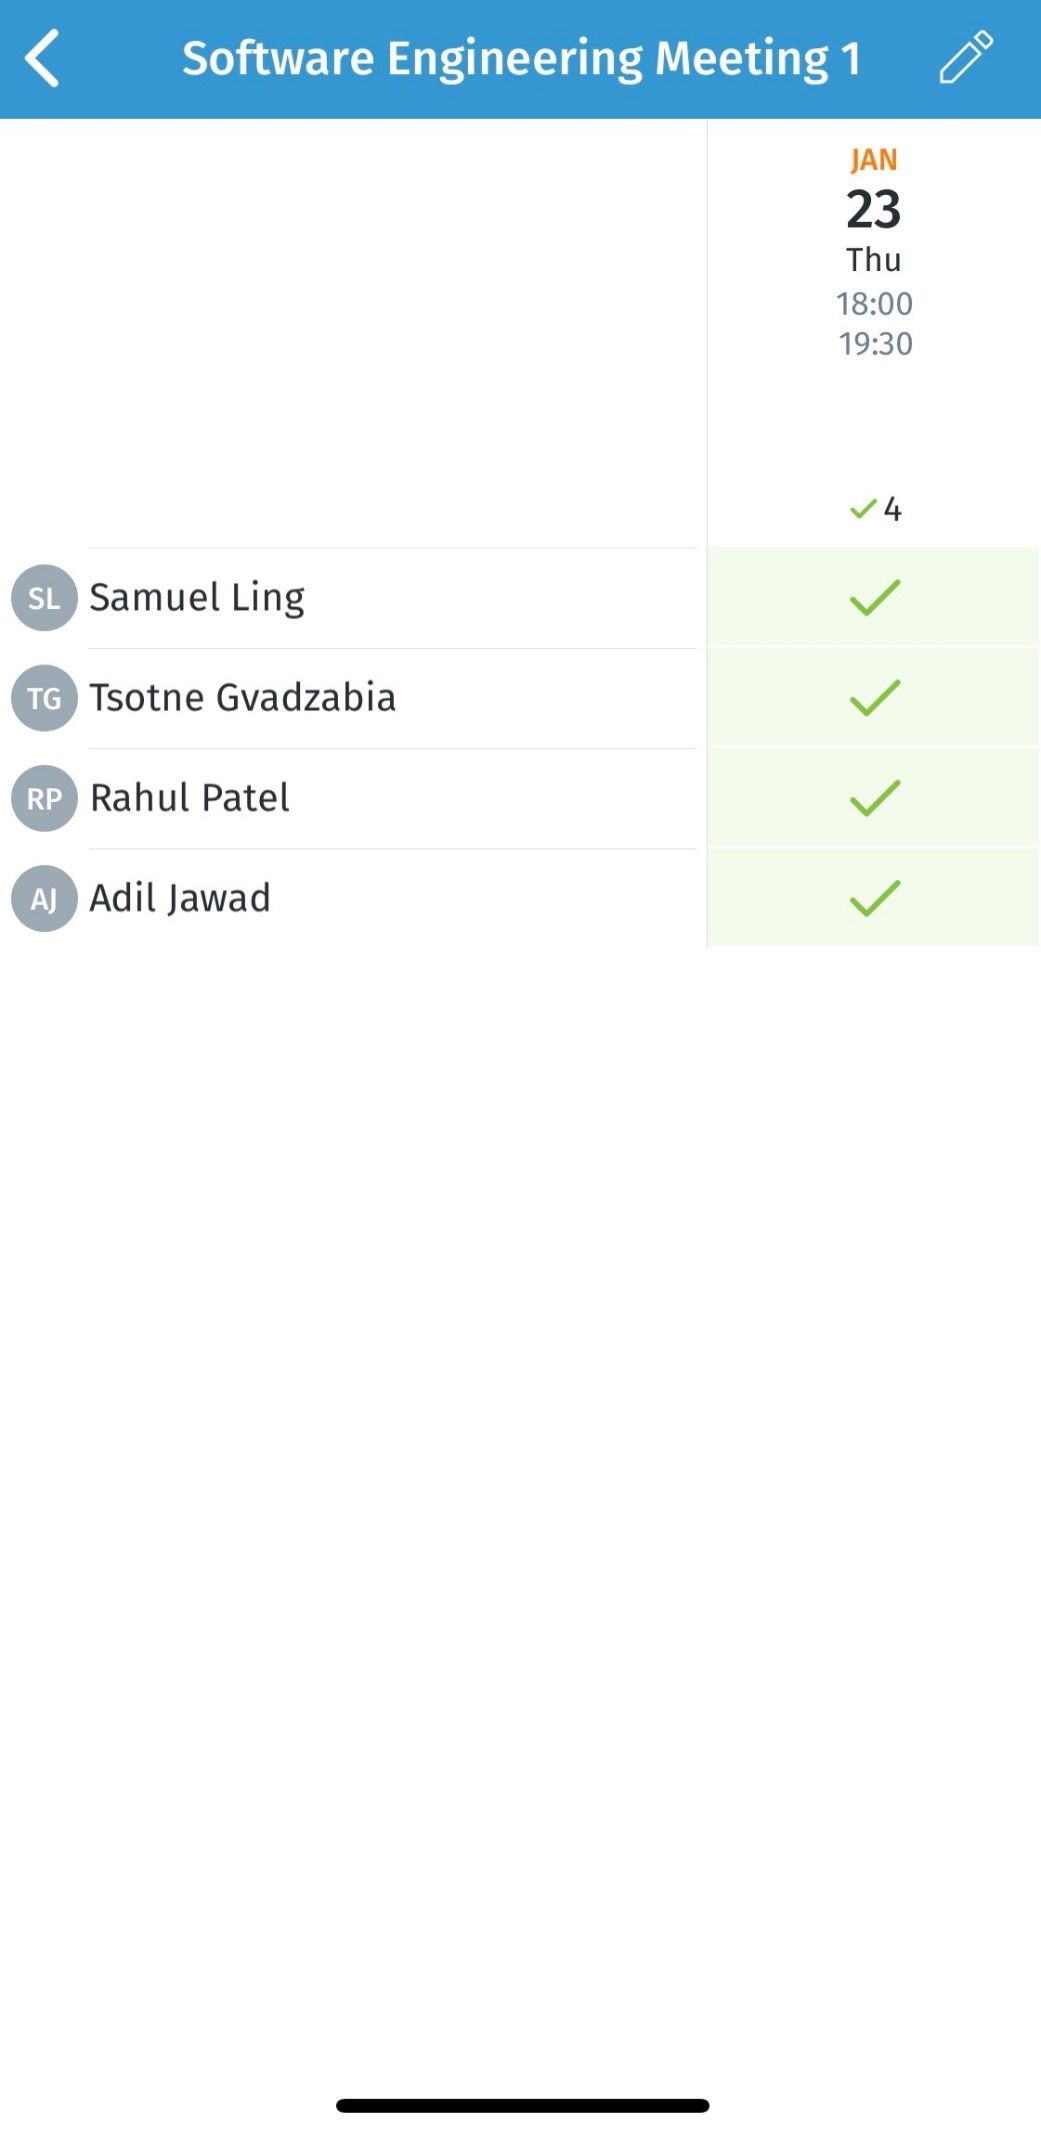 Software Engineering Meeting 1
JAN
23
Thu
18:00
19:30
4
SL Samuel Ling
TG Tsotne Gvadzabia
RP Rahul Patel
AJ Adil Jawad